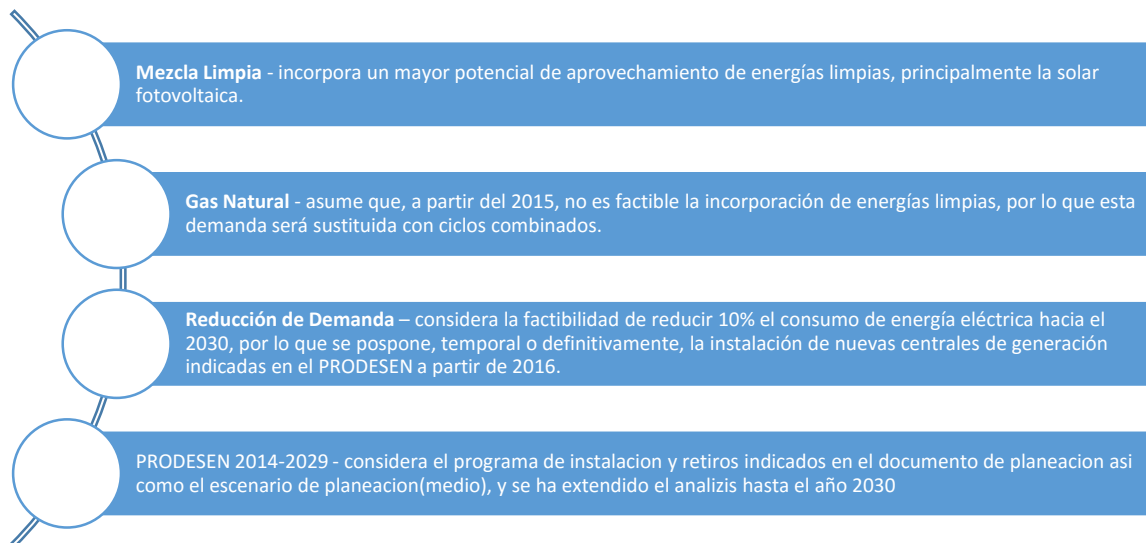 Mezcla Limpia - incorpora un mayor potencial de aprovechamiento de energías limpias, principalmente la solar
fotovoltaica.
Gas Natural - asume que, a partir del 2015, no es factible la incorporación de energías limpias, por lo que esta
demanda será sustituida con ciclos combinados.
Reducción de Demanda – considera la factibilidad de reducir 10% el consumo de energía eléctrica hacia el
2030, por lo que se pospone, temporal o definitivamente, la instalación de nuevas centrales de generación
indicadas en el PRODESEN a partir de 2016.
PRODESEN 2014-2029 - considera el programa de instalacion y retiros indicados en el documento de planeacion asi
como el escenario de planeacion(medio), y se ha extendido el analizis hasta el año 2030